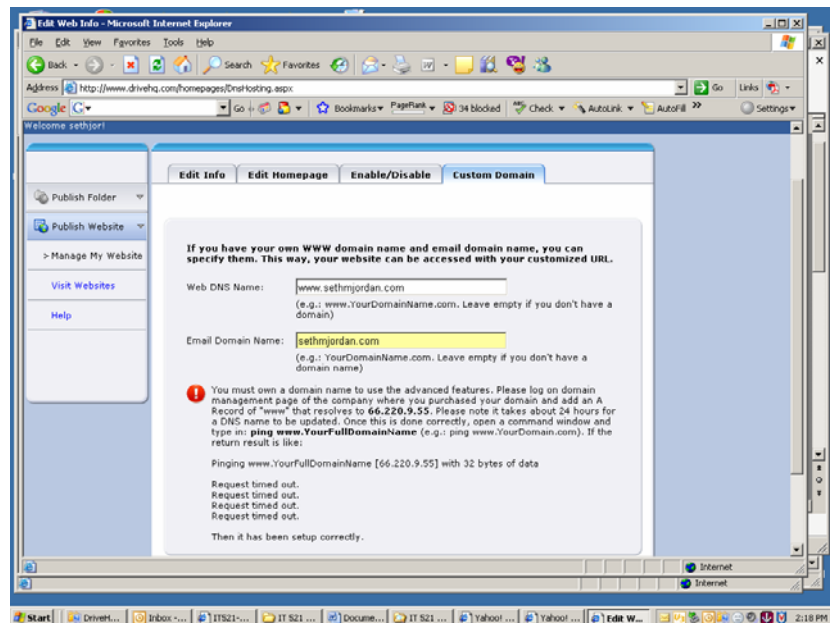 Edit Web Info - Microsoft Internet Explorer
File Edit View Favorites Tools Help
Back Search Favorites
Address http://www.drivehq.com/homepages/DnsHosting.aspx Go Links
Google G Go Bookmarks PageRank 34 blocked Check AutoLink AutoFill Settings
Welcome sethjor!
Edit Info Edit Homepage Enable/Disable Custom Domain
Publish Folder
Publish Website
> Manage My Website
Visit Websites
Help
If you have your own WWW domain name and email domain name, you can
specify them. This way, your website can be accessed with your customized URL.
Web DNS Name: www.sethmjordan.com
(e.g.: www.YourDomainName.com. Leave empty if you don't have a
domain)
Email Domain Name: sethmjordan.com
(e.g.: YourDomainName.com. Leave empty if you don't have a
domain name)
You must own a domain name to use the advanced features. Please log on domain
management page of the company where you purchased your domain and add an A
Record of "www" that resolves to 66.220.9.55. Please note it takes about 24 hours for
a DNS name to be updated. Once this is done correctly, open a command window and
type in: ping www.YourFullDomainName (e.g.: ping www.YourDomain.com). If the
return result is like:
Pinging www.YourFullDomainName [66.220.9.55] with 32 bytes of data
Request timed out.
Request timed out.
Request timed out.
Request timed out.
Then it has been setup correctly.
Internet
Internet
Start DriveH... Inbox -... IT521-... IT 521 ... Docume... IT 521 ... Yahoo! ... Yahoo! ... Edit W... 2:18 PM